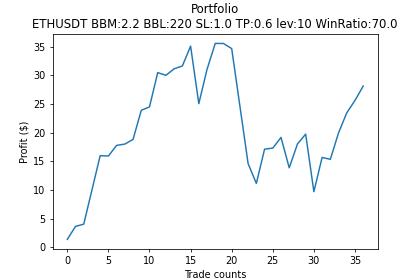 Portfolio
ETHUSDT BBM:2.2 BBL:220 SL:1.0 TP:0.6 lev:10 WinRatio:70.0
35
30
25
20
15
10
5
0
Profit ($)
0 5 10 15 20 25 30 35
Trade counts